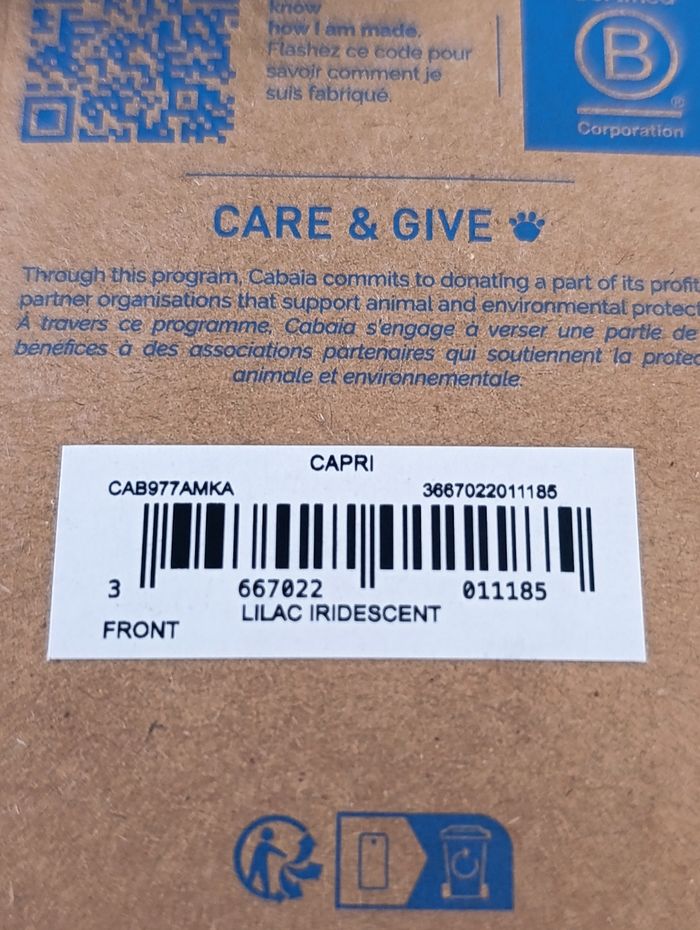 know
how I am made.
Flashez ce code pour
savoir comment je
suis fabriqué.
B
®
Corporation
CARE & GIVE
Through this program, Cabaia commits to donating a part of its profit
partner organisations that support animal and environmental protect
À travers ce programme, Cabaïa s'engage à verser une partie de
bénéfices à des associations partenaires qui soutiennent la protec
animale et environnementale.
CAPRI
CAB977AMKA 3667022011185
3 667022 011185
LILAC IRIDESCENT
FRONT